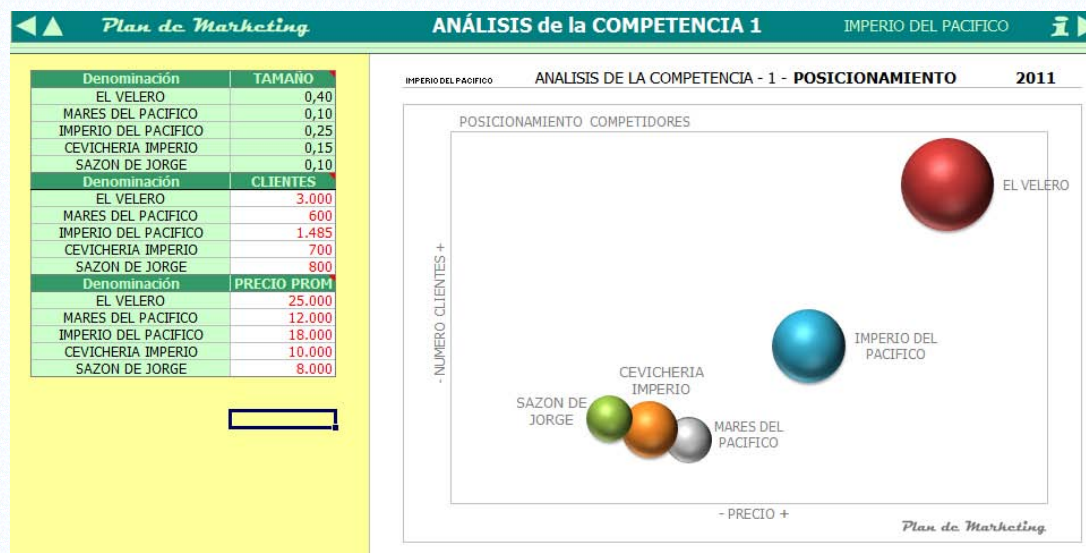 Plan de Marketing
ANÁLISIS de la COMPETENCIA 1
IMPERIO DEL PACIFICO
i
Denominación TAMAÑO
EL VELERO 0,40
MARES DEL PACIFICO 0,10
IMPERIO DEL PACIFICO 0,25
CEVICHERIA IMPERIO 0,15
SAZON DE JORGE 0,10
Denominación CLIENTES
EL VELERO 3.000
MARES DEL PACIFICO 600
IMPERIO DEL PACIFICO 1.485
CEVICHERIA IMPERIO 700
SAZON DE JORGE 800
Denominación PRECIO PROM
EL VELERO 25.000
MARES DEL PACIFICO 12.000
IMPERIO DEL PACIFICO 18.000
CEVICHERIA IMPERIO 10.000
SAZON DE JORGE 8.000
IMPERIO DEL PACIFICO ANALISIS DE LA COMPETENCIA - 1 - POSICIONAMIENTO 2011
POSICIONAMIENTO COMPETIDORES
- NUMERO CLIENTES +
EL VELERO
IMPERIO DEL
PACIFICO
CEVICHERIA
IMPERIO
SAZON DE
JORGE
MARES DEL
PACIFICO
- PRECIO +
Plan de Marketing